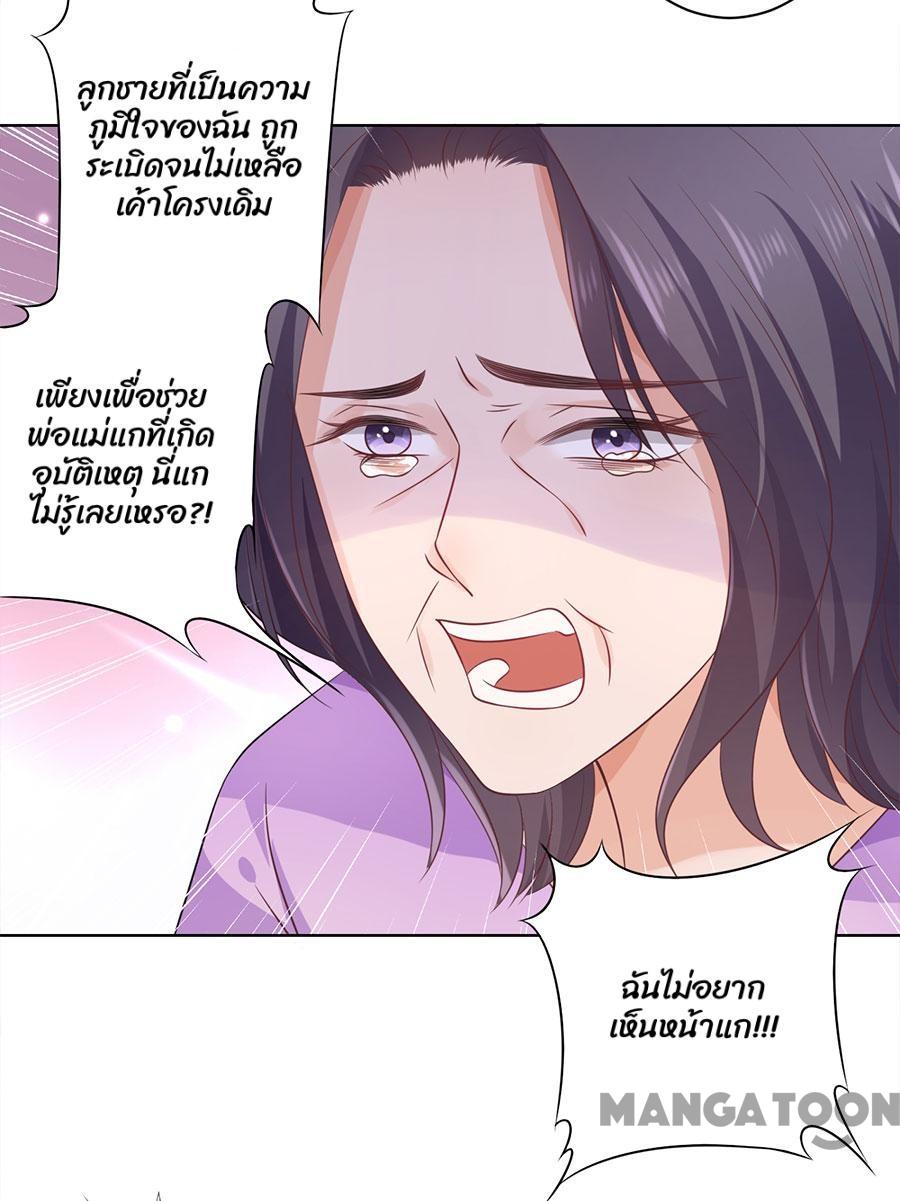 ลูกชายที่เป็นความ
ภูมิใจของฉัน ถูก
ระเบิดจนไม่เหลือ
เค้าโครงเดิม
เพียงเพื่อช่วย
พ่อแม่แกที่เกิด
อุบัติเหตุ นี่แก
ไม่รู้เลยเหรอ?!
ฉันไม่อยาก
เห็นหน้าแก!!!
MANGATOON